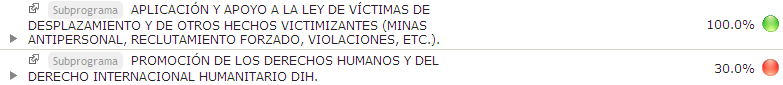 Subprograma APLICACIÓN Y APOYO A LA LEY DE VÍCTIMAS DE
DESPLAZAMIENTO Y DE OTROS HECHOS VICTIMIZANTES (MINAS
ANTIPERSONAL, RECLUTAMIENTO FORZADO, VIOLACIONES, ETC.).
100.0%
Subprograma PROMOCIÓN DE LOS DERECHOS HUMANOS Y DEL
DERECHO INTERNACIONAL HUMANITARIO DIH.
30.0%